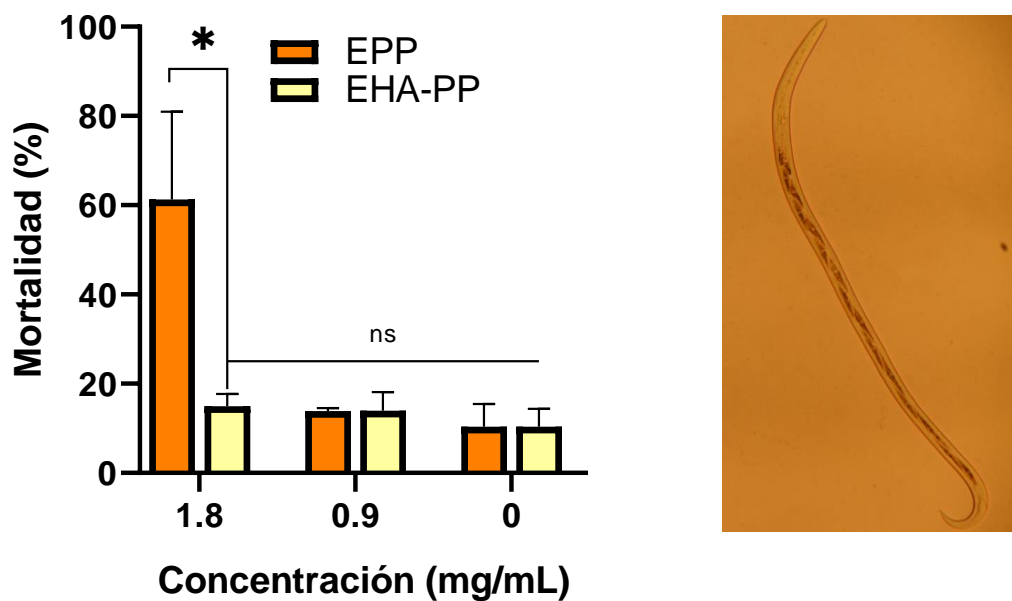 Mortalidad (%)
100
80
60
40
20
0
*
EPP
EHA-PP
ns
1.8 0.9 0
Concentración (mg/mL)